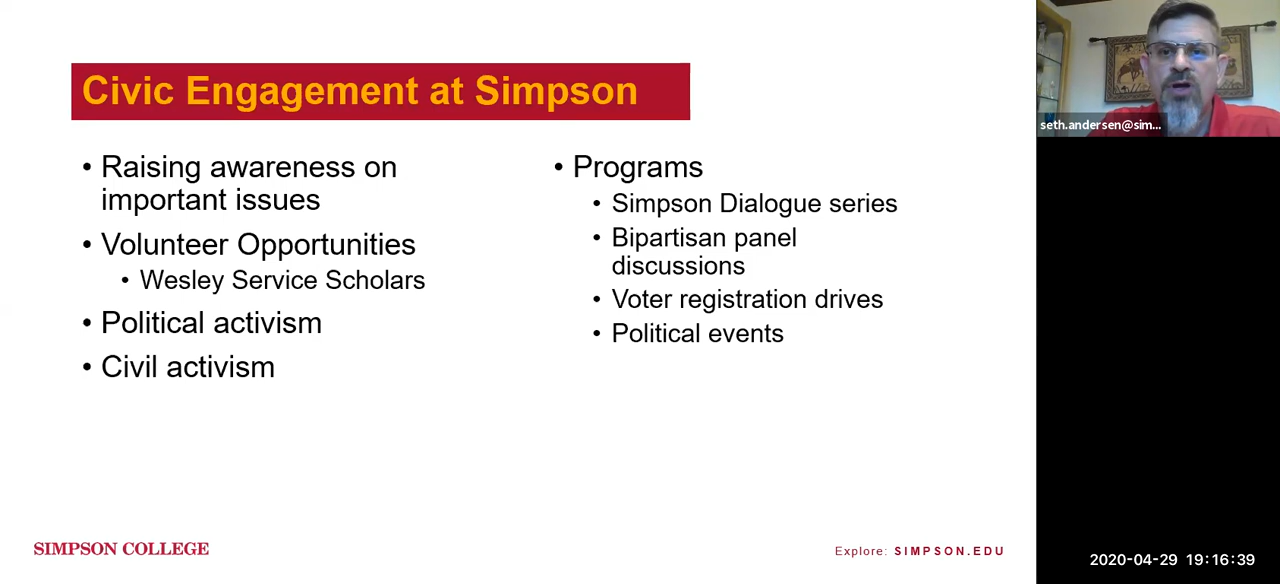 Civic Engagement at Simpson
• Raising awareness on
important issues
• Volunteer Opportunities
• Wesley Service Scholars
• Political activism
• Civil activism
• Programs
• Simpson Dialogue series
• Bipartisan panel
discussions
• Voter registration drives
• Political events
seth.andersen@sim...
SIMPSON COLLEGE
Explore: SIMPSON.EDU
2020-04-29 19:16:39